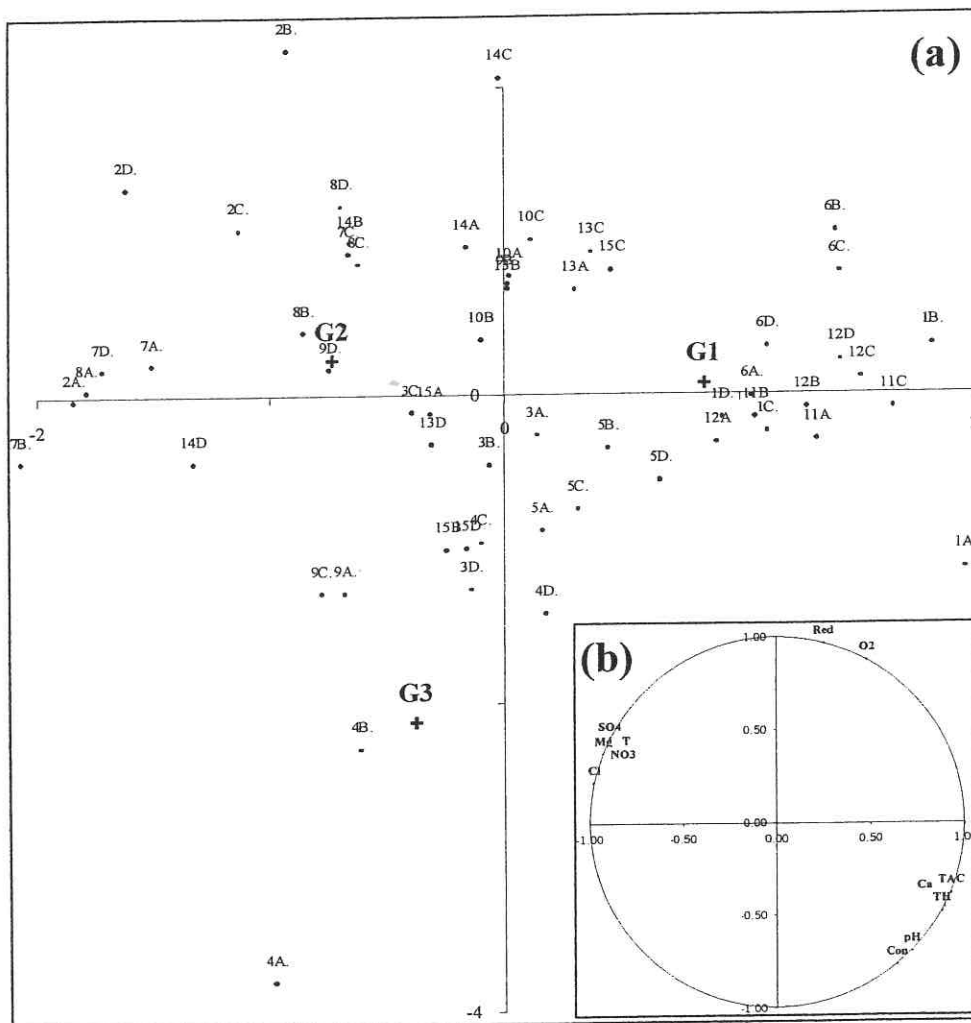 2B.
(a)
14C
2D.
8D.
2C.
14B
7C
8C.
14A
10C
13C
15C
6B.
6C.
10A
13B
13A
8B.
G2
9D.
10B
6D.
12D
12C
1B.
G1
7D.
7A.
8A.
2A.
6A.
1D.
11B
12B
11C
-2
3C
15A.
13D
0
3A.
12A
1C.
11A
7B.
14D
3B.
5B.
5D.
5C.
5A.
15B
15D
4C.
1A
9C.
9A.
3D.
4D.
G3
4B.
4A.
-4
(b)
1.00
Red
O2
SO4
T
NO3
Cl
0.50
0.00
-1.00
-0.50
0.50
1.0
Ca
TAC
TH
-0.50
pH
Con
-1.00